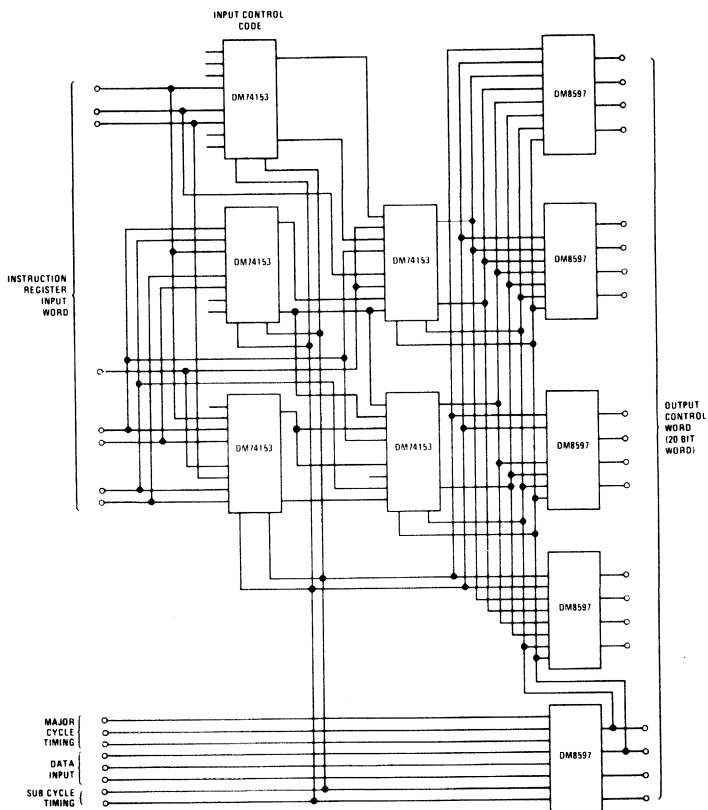 INPUT CONTROL
CODE
DM74153
DM8597
DM74153
DM74153
DM8597
INSTRUCTION
REGISTER
INPUT
WORD
DM74153
DM74153
DM8597
OUTPUT
CONTROL
WORD
(20 BIT
WORD)
DM8597
MAJOR
CYCLE
TIMING
DATA
INPUT
SUB CYCLE
TIMING
DM8597